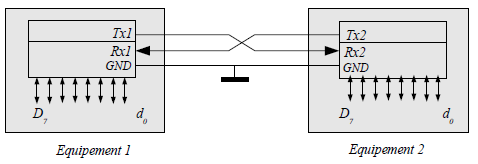 Tx1
Rx1
GND
D7 d0
Equipement 1
Tx2
Rx2
GND
D7 d0
Equipement 2